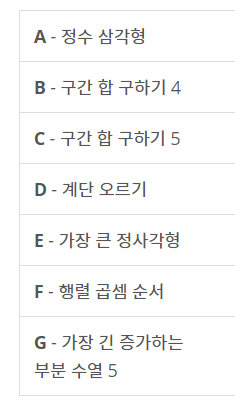 A - 정수 삼각형
B - 구간 합 구하기 4
C - 구간 합 구하기 5
D - 계단 오르기
E - 가장 큰 정사각형
F - 행렬 곱셈 순서
G - 가장 긴 증가하는
부분 수열 5